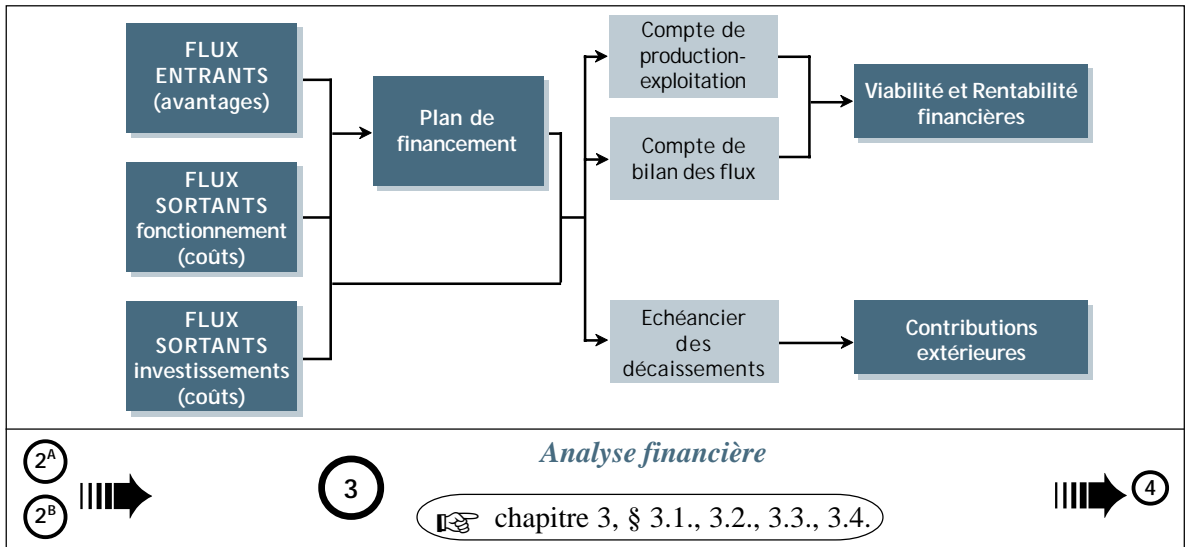 FLUX
ENTRANTS
(avantages)
FLUX
SORTANTS
fonctionnement
(coûts)
FLUX
SORTANTS
investissements
(coûts)
Plan de
financement
Compte de
production-
exploitation
Compte de
bilan des flux
Echéancier
des
décaissements
Viabilité et Rentabilité
financières
Contributions
extérieures
2A
2B
3
Analyse financière
☞ chapitre 3, § 3.1., 3.2., 3.3., 3.4.
4